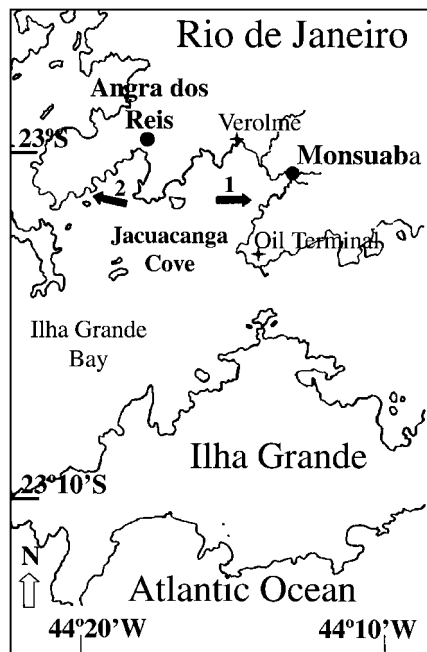 Rio de Janeiro
Angra dos
Reis
Verolme
23ºS
Monsuaba
2
1
Jacuacanga
Cove
Oil Terminal
Ilha Grande
Bay
Ilha Grande
23º10'S
N
Atlantic Ocean
44º20'W
44º10'W